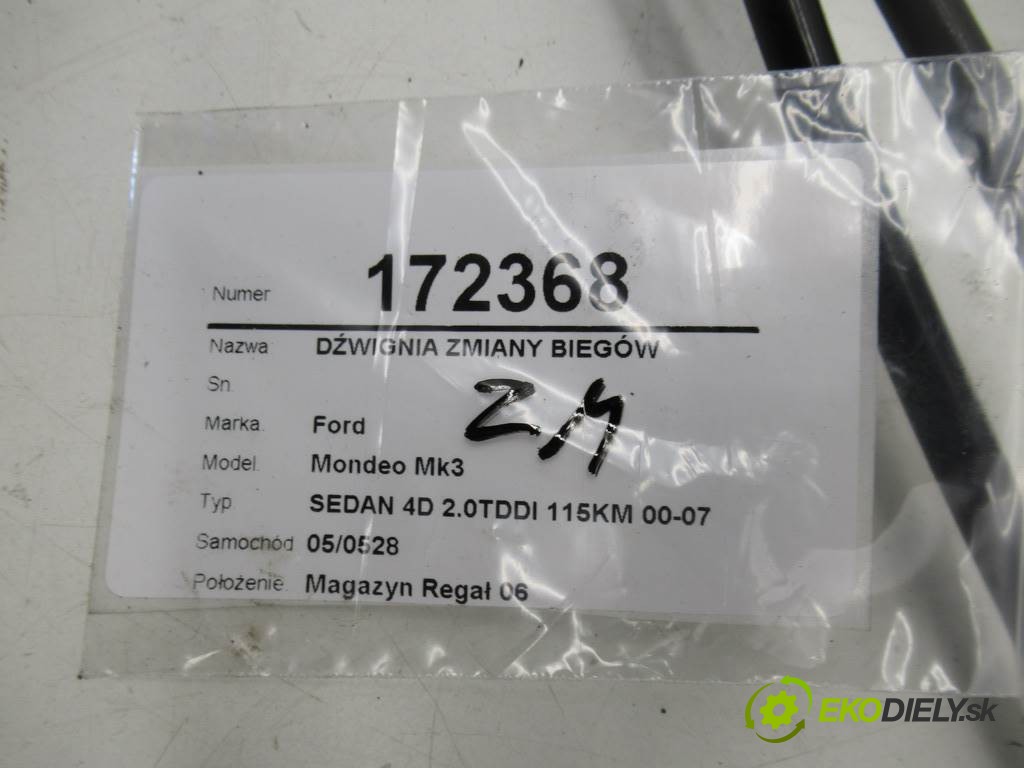 Numer 172368
Nazwa DŹWIGNIA ZMIANY BIEGÓW
Sn.
ZM
Marka. Ford
Model. Mondeo Mk3
Typ SEDAN 4D 2.0TDDI 115KM 00-07
Samochód 05/0528
Położenie. Magazyn Regał 06
EKODIELY.sk